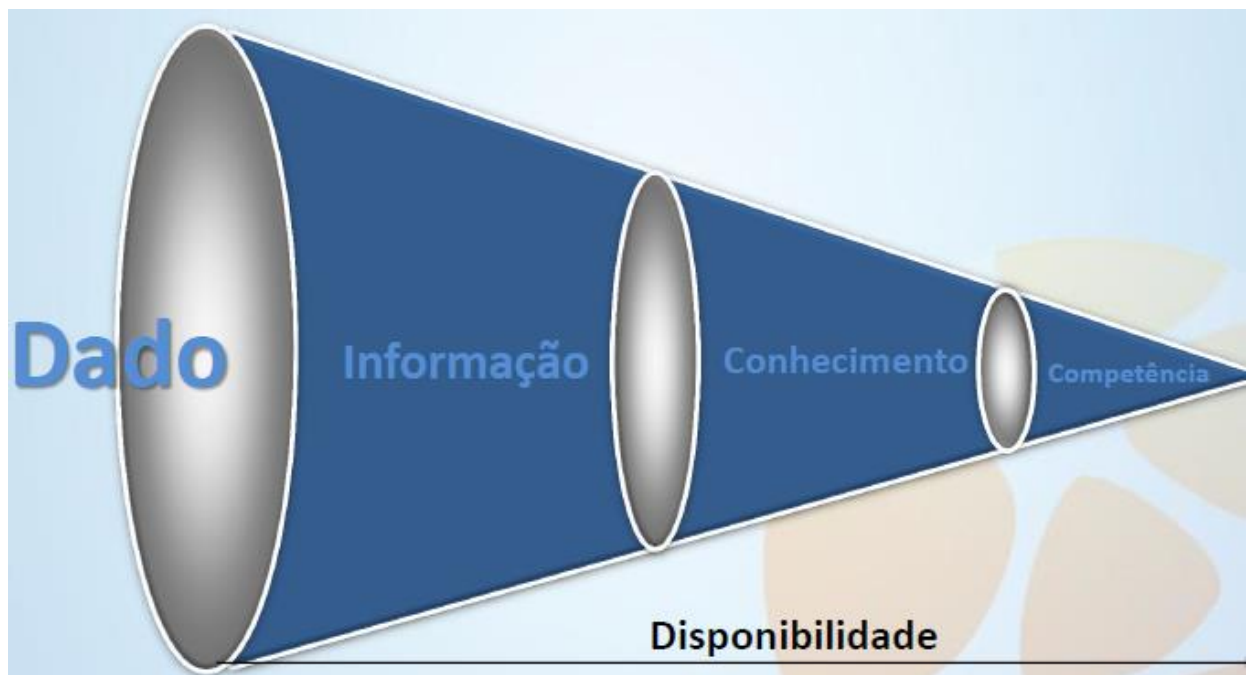 Dado
Informação
Conhecimento
Competência
Disponibilidade